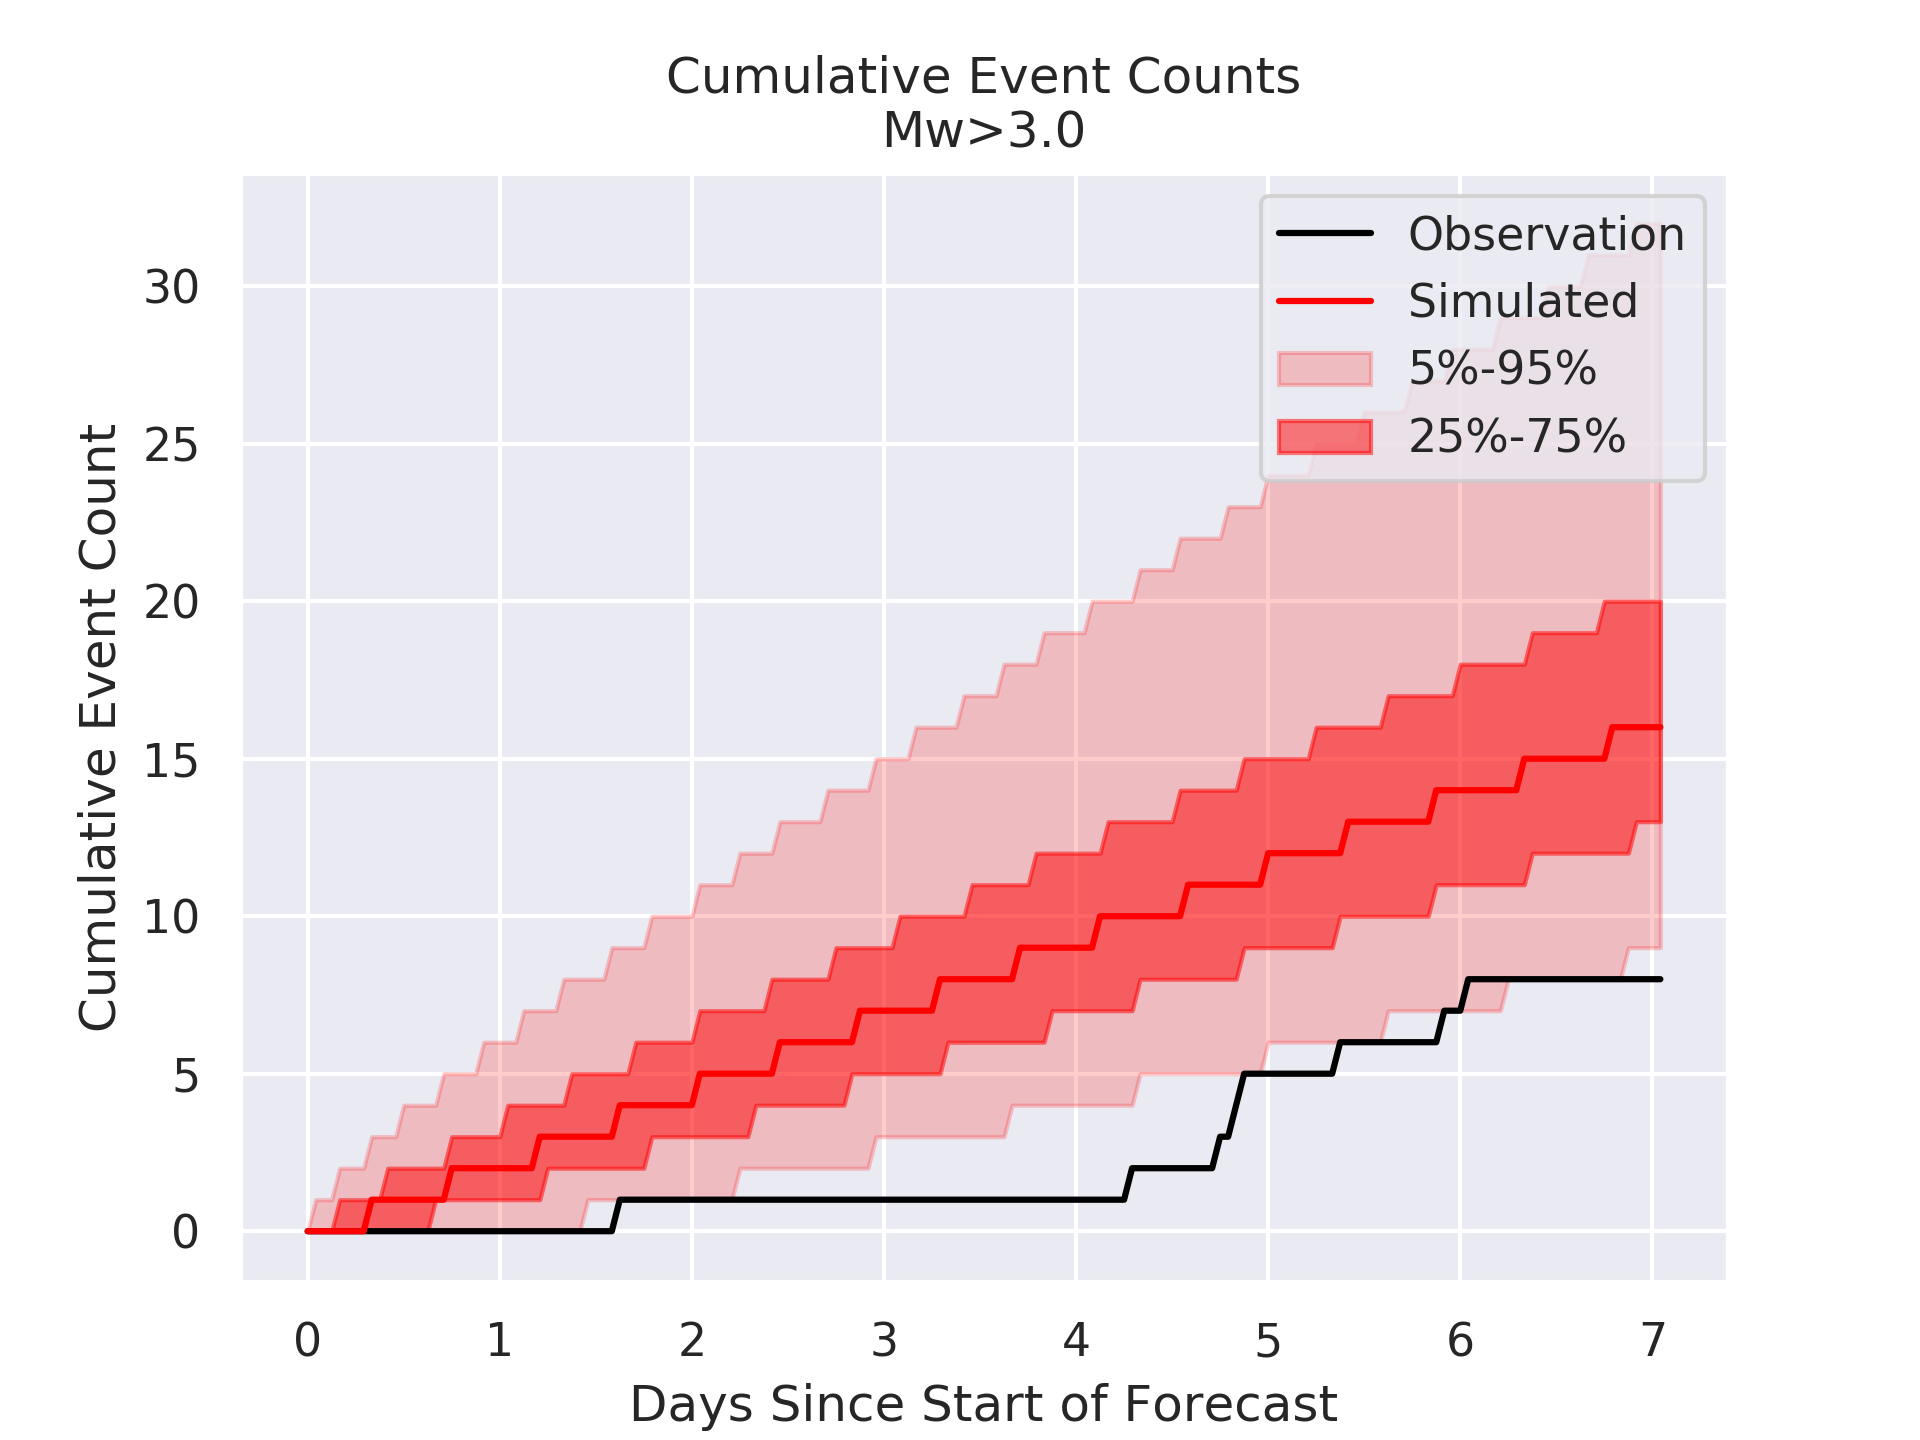 Cumulative Event Counts
Mw>3.0
Observation
Simulated
5%-95%
25%-75%
Cumulative Event Count
30
25
20
15
10
5
0
0 1 2 3 4 5 6 7
Days Since Start of Forecast